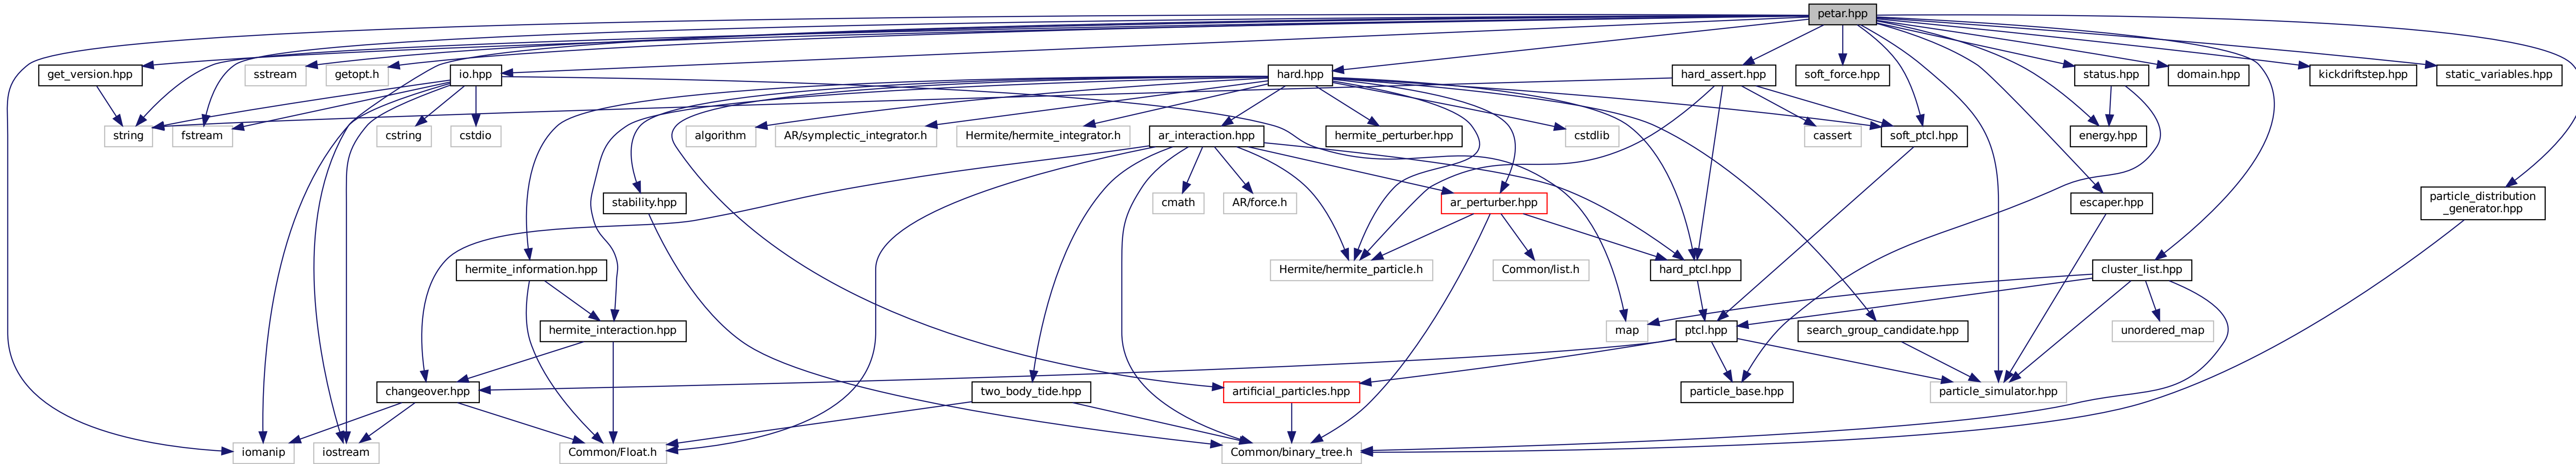 petar.hpp
get_version.hpp
sstream
getopt.h
io.hpp
hard.hpp
hard_assert.hpp
soft_force.hpp
status.hpp
domain.hpp
kickdriftstep.hpp
static_variables.hpp
string
fstream
cstring
cstdio
algorithm
AR/symplectic_integrator.h
Hermite/hermite_integrator.h
ar_interaction.hpp
hermite_perturber.hpp
cstdlib
cassert
soft_ptcl.hpp
energy.hpp
stability.hpp
cmath
AR/force.h
ar_perturber.hpp
escaper.hpp
particle_distribution
_generator.hpp
hermite_information.hpp
Hermite/hermite_particle.h
Common/list.h
hard_ptcl.hpp
cluster_list.hpp
hermite_interaction.hpp
map
ptcl.hpp
search_group_candidate.hpp
unordered_map
changeover.hpp
two_body_tide.hpp
artificial_particles.hpp
particle_base.hpp
particle_simulator.hpp
iomanip
iostream
Common/Float.h
Common/binary_tree.h